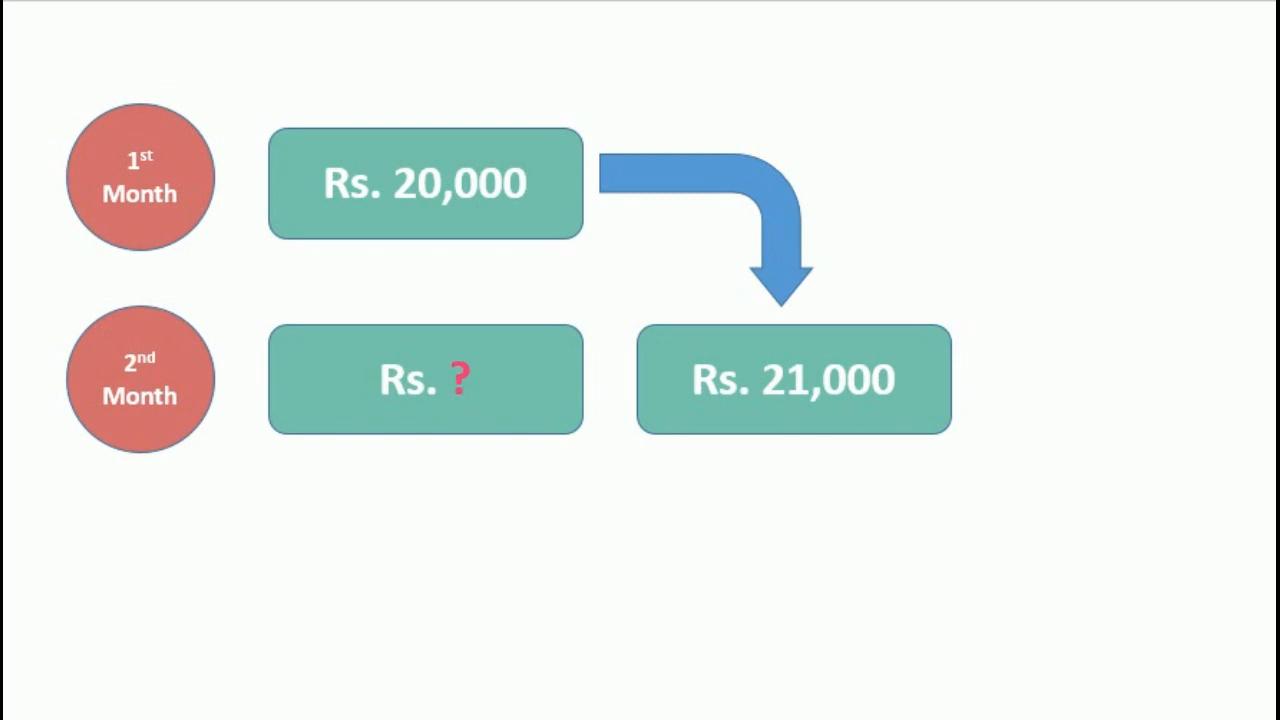 1st
Month
Rs. 20,000
2nd
Month
Rs. ?
Rs. 21,000